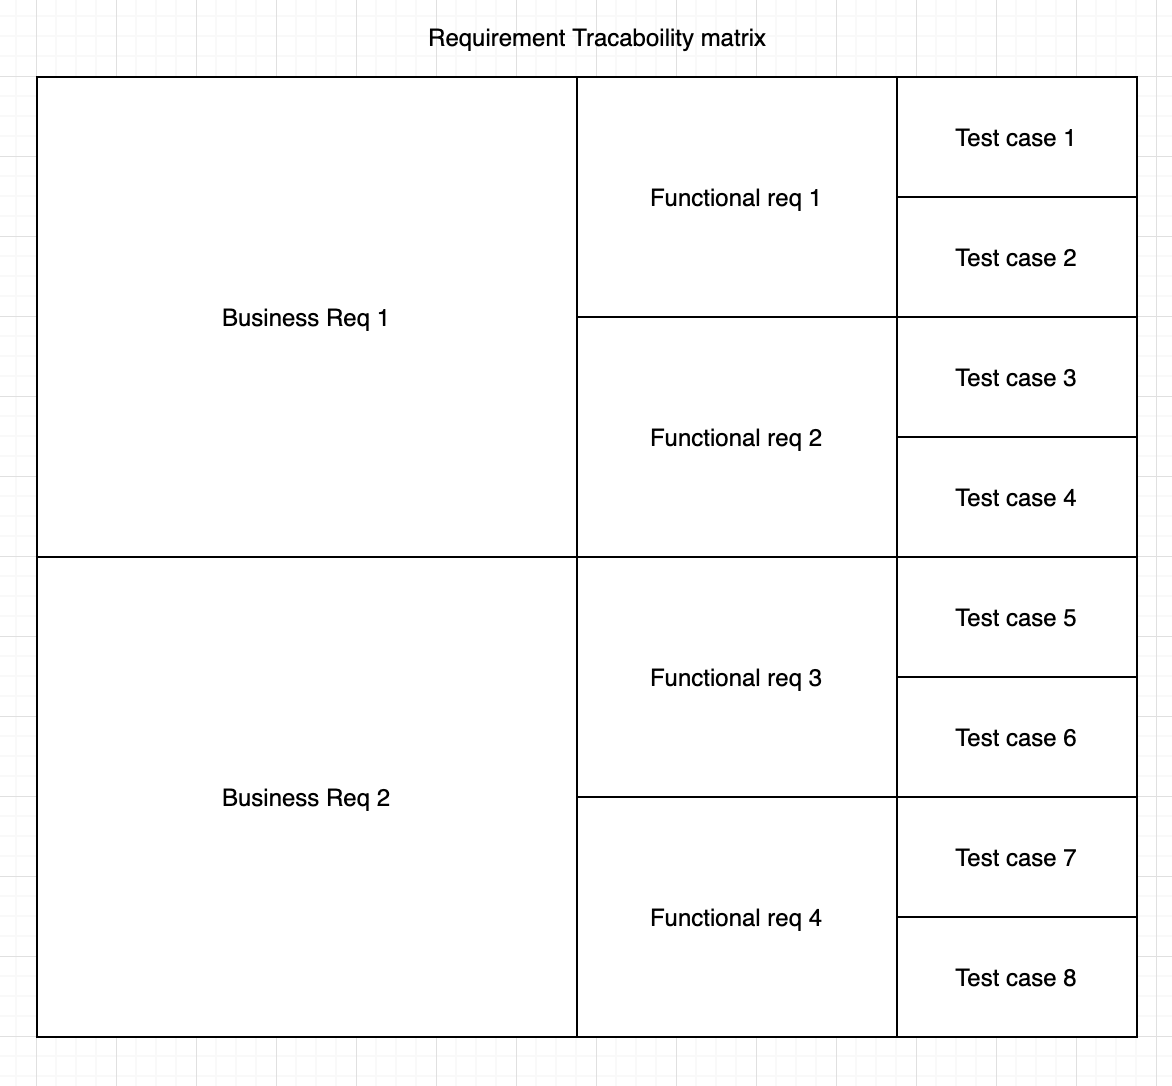 Requirement Tracaboility matrix
Business Req 1
Functional req 1
Test case 1
Test case 2
Functional req 2
Test case 3
Test case 4
Business Req 2
Functional req 3
Test case 5
Test case 6
Functional req 4
Test case 7
Test case 8